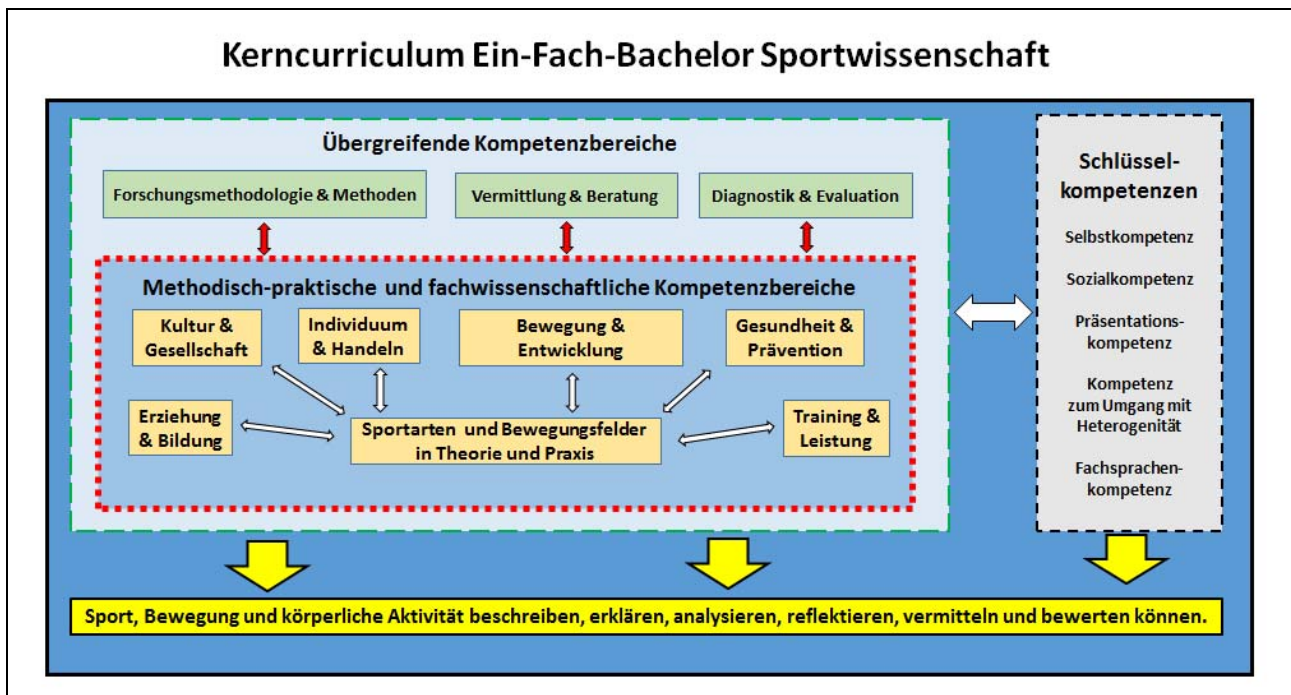 Kerncurriculum Ein-Fach-Bachelor Sportwissenschaft
Übergreifende Kompetenzbereiche
Forschungsmethodologie & Methoden
Vermittlung & Beratung
Diagnostik & Evaluation
Methodisch-praktische und fachwissenschaftliche Kompetenzbereiche
Kultur &
Gesellschaft
Individuum
& Handeln
Bewegung &
Entwicklung
Gesundheit &
Prävention
Erziehung
& Bildung
Sportarten und Bewegungsfelder
in Theorie und Praxis
Training &
Leistung
Schlüssel-
kompetenzen
Selbstkompetenz
Sozialkompetenz
Präsentations-
kompetenz
Kompetenz
zum Umgang mit
Heterogenität
Fachsprachen-
kompetenz
Sport, Bewegung und körperliche Aktivität beschreiben, erklären, analysieren, reflektieren, vermitteln und bewerten können.